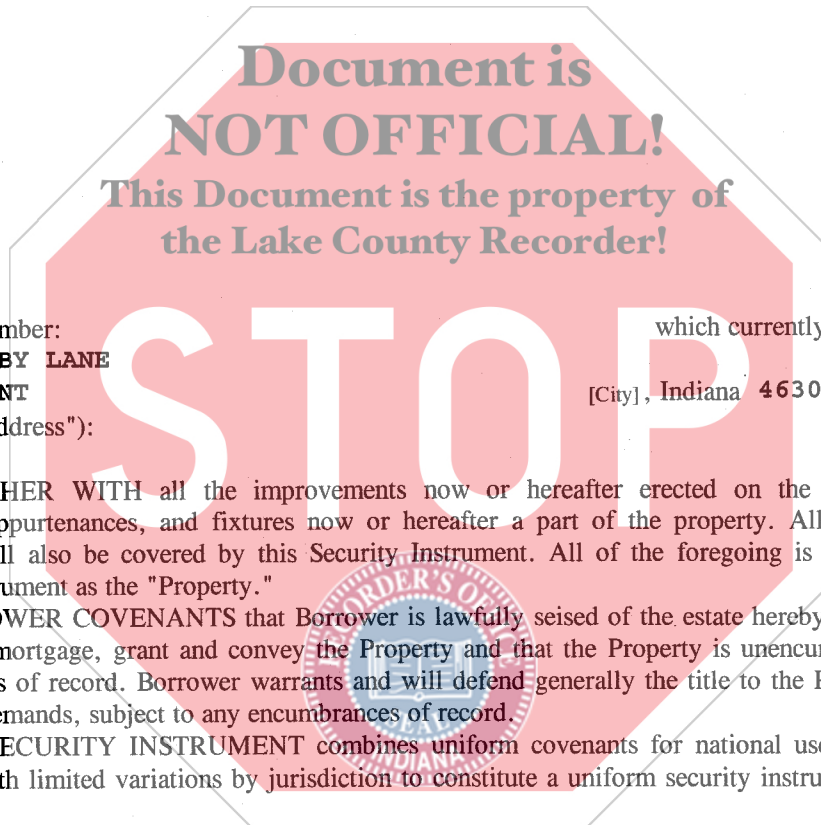 Document is
NOT OFFICIAL!
This Document is the property of
the Lake County Recorder!
STOP
mber: which currently
BY LANE
NT [City], Indiana 4630
ddress"):
HER WITH all the improvements now or hereafter erected on the
ppurtenances, and fixtures now or hereafter a part of the property. All
ll also be covered by this Security Instrument. All of the foregoing is
ument as the "Property."
OWER COVENANTS that Borrower is lawfully seised of the estate hereby
mortgage, grant and convey the Property and that the Property is unencu
s of record. Borrower warrants and will defend generally the title to the P
emands, subject to any encumbrances of record.
ECURITY INSTRUMENT combines uniform covenants for national use
th limited variations by jurisdiction to constitute a uniform security instru
RECORDER'S OFFICE
SEAL
INDIANA